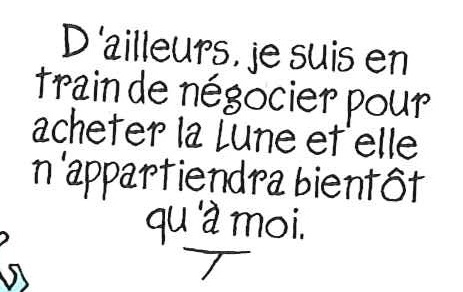 D'ailleurs, je suis en
train de négocier pour
acheter la Lune et elle
n'appartiendra bientôt
qu'à moi.